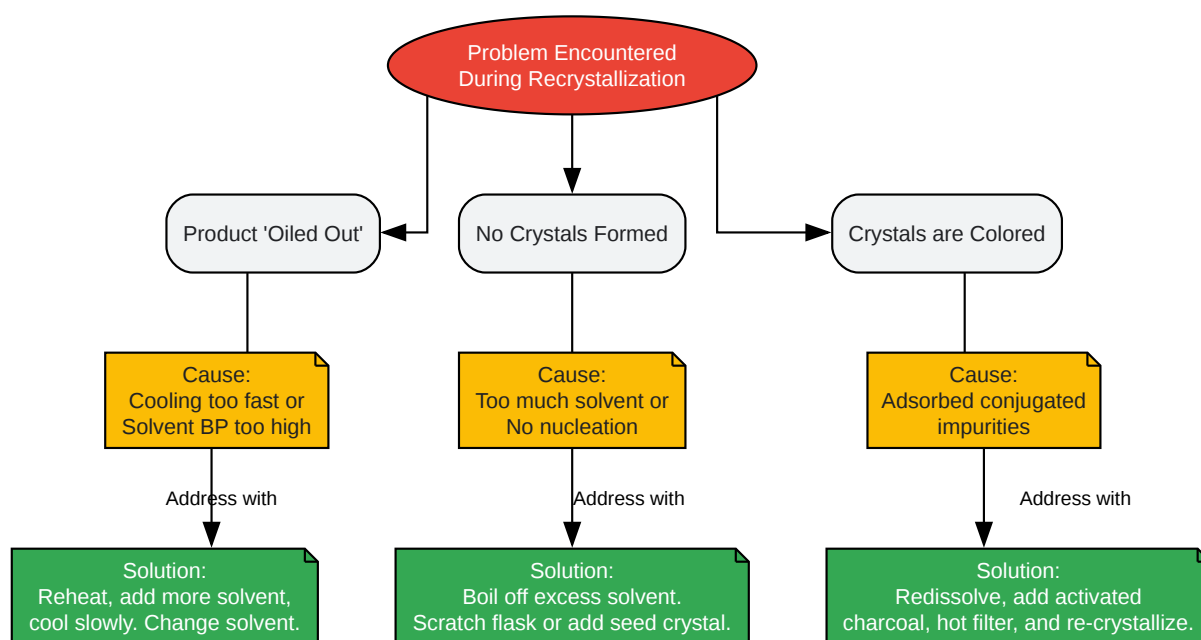 Problem Encountered
During Recrystallization
Product 'Oiled Out'
No Crystals Formed
Crystals are Colored
Cause:
Cooling too fast or
Solvent BP too high
Cause:
Too much solvent or
No nucleation
Cause:
Adsorbed conjugated
impurities
Address with
Address with
Address with
Solution:
Reheat, add more solvent,
cool slowly. Change solvent.
Solution:
Boil off excess solvent.
Scratch flask or add seed crystal.
Solution:
Redissolve, add activated
charcoal, hot filter, and re-crystallize.